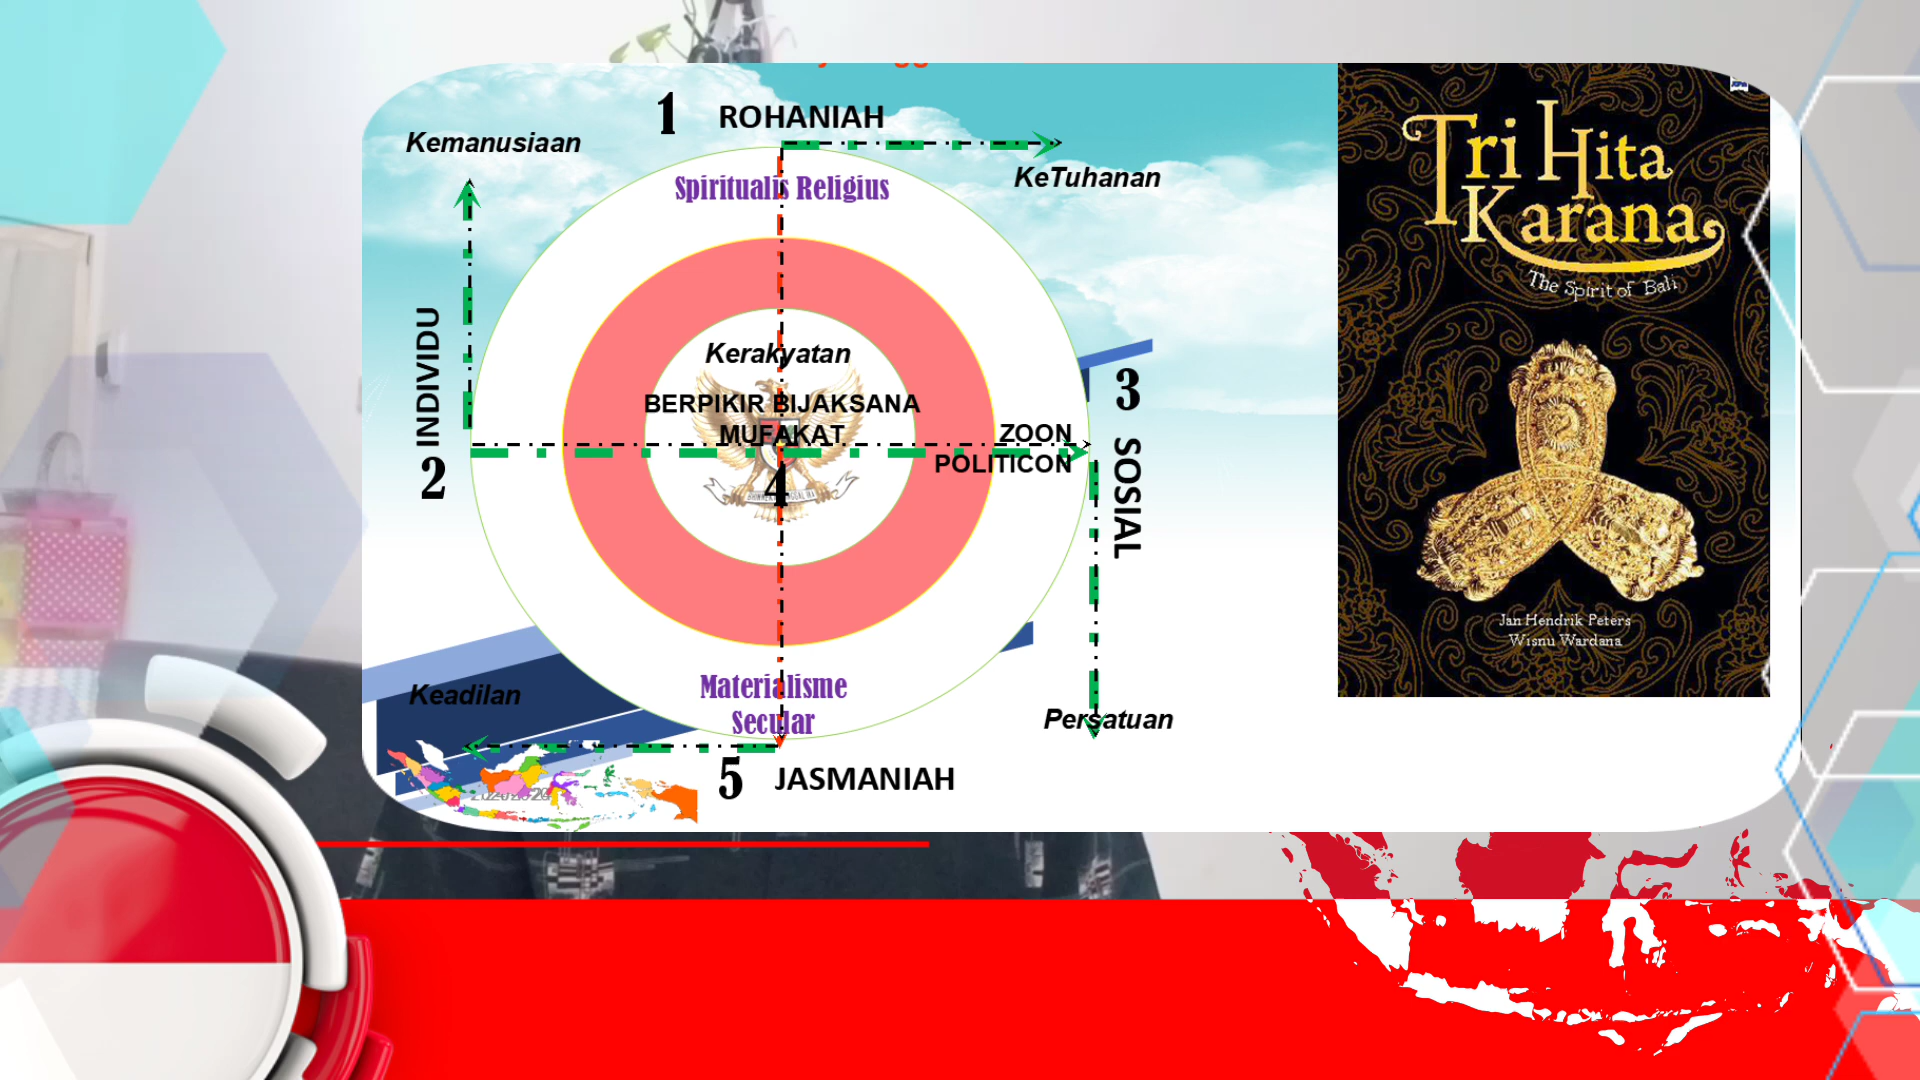 1 ROHANIAH
Kemanusiaan
KeTuhanan
Spiritualis Religius
INDIVIDU
2
Kerakyatan
BERPIKIR BIJAKSANA
MUFAKAT
4
ZOON
POLITICON
3
SOSIAL
Materialisme
Secular
Keadilan
Persatuan
5 JASMANIAH
Tri Hita
Karana
The Spirit of Bali
Jan Hendrik Peters
Wisnu Wardana